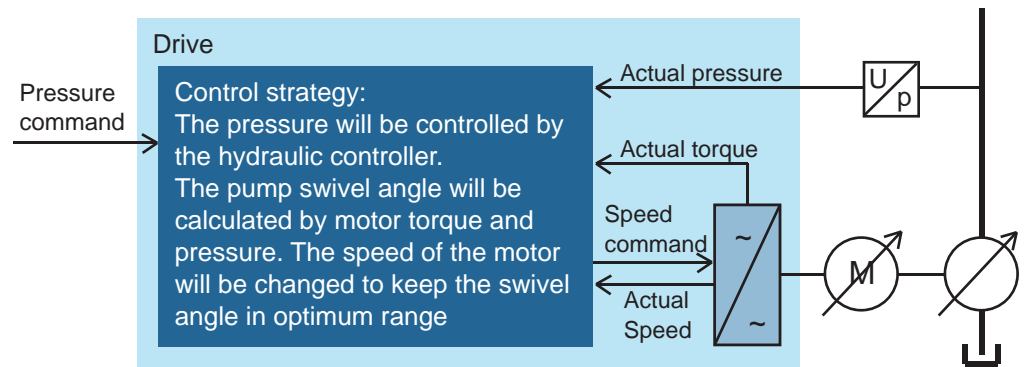 Drive
Pressure
command
Control strategy:
The pressure will be controlled by
the hydraulic controller.
The pump swivel angle will be
calculated by motor torque and
pressure. The speed of the motor
will be changed to keep the swivel
angle in optimum range
Actual pressure
U
p
Actual torque
Speed
command
Actual
Speed
~
~
M